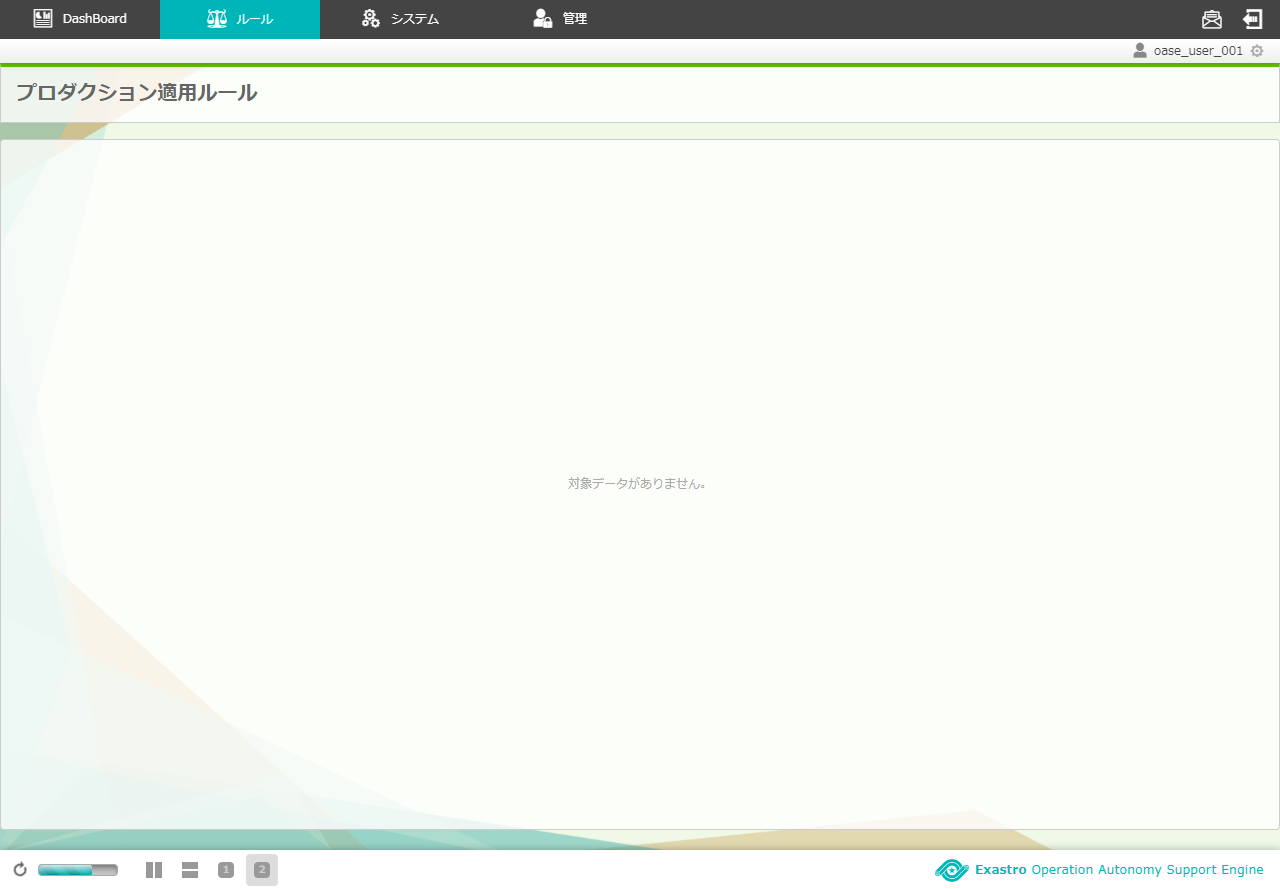 DashBoard
ルール
システム
管理
oase_user_001
プロダクション適用ルール
対象データがありません。
1
2
Exastro Operation Autonomy Support Engine